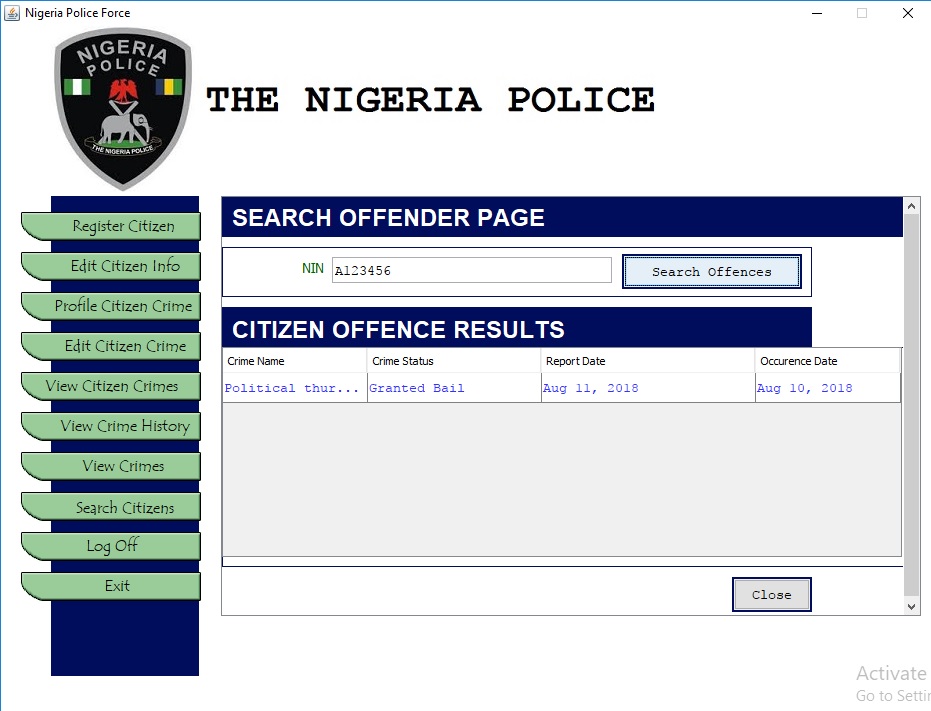 Nigeria Police Force
NIGERIA
POLICE
THE NIGERIA POLICE
THE NIGERIA POLICE
Register Citizen
Edit Citizen Info
Profile Citizen Crime
Edit Citizen Crime
View Citizen Crimes
View Crime History
View Crimes
Search Citizens
Log Off
Exit
SEARCH OFFENDER PAGE
NIN A123456 Search Offences
CITIZEN OFFENCE RESULTS
Crime Name Crime Status Report Date Occurence Date
Political thur... Granted Bail Aug 11, 2018 Aug 10, 2018
Close
Activate
Go to Settin